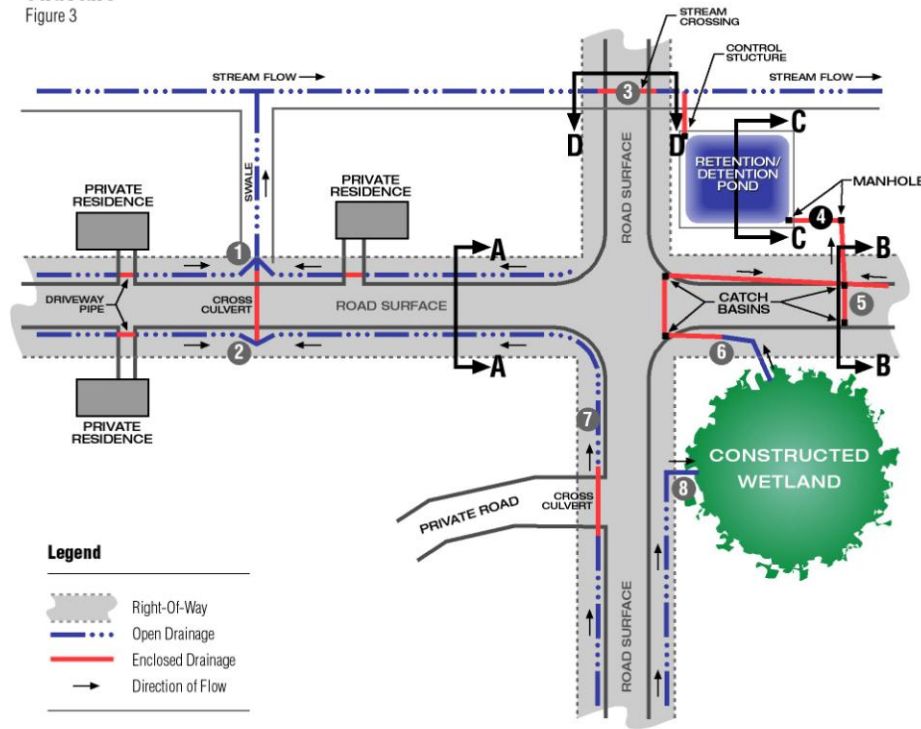 Figure 3
STREAM
CROSSING
CONTROL
STUCTURE
STREAM FLOW
STREAM FLOW
3
D
D
C
C
RETENTION/
DETENTION
POND
MANHOLE
4
PRIVATE
RESIDENCE
SWALE
PRIVATE
RESIDENCE
ROAD SURFACE
1
A
B
DRIVEWAY
PIPE
CROSS
CULVERT
ROAD SURFACE
CATCH
BASINS
5
2
A
6
B
PRIVATE
RESIDENCE
7
CONSTRUCTED
WETLAND
8
CROSS
CULVERT
PRIVATE ROAD
ROAD SURFACE
Legend
Right-Of-Way
Open Drainage
Enclosed Drainage
Direction of Flow